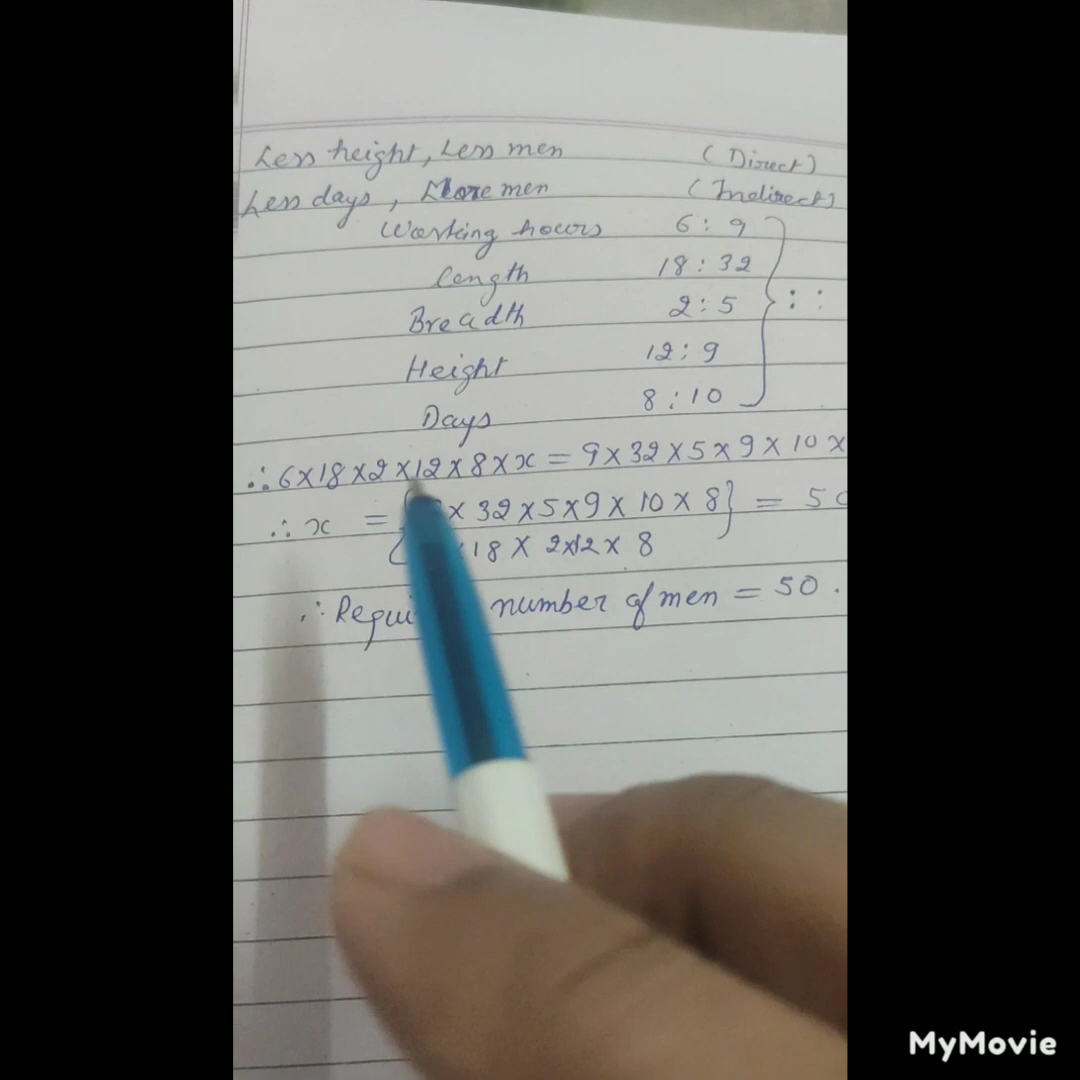 Less height, Less men (Direct)
Less days, More men (Indirect)
Working hours 6 : 9
Length 18 : 32
Breadth 2 : 5 } : :
Height 12 : 9
Days 8 : 10
∴ 6 × 18 × 2 × 12 × 8 × x = 9 × 32 × 5 × 9 × 10 ×
∴ x = { × 32 × 5 × 9 × 10 × 8 } = 5
18 × 2 × 12 × 8
∴ number of men = 50 .
MyMovie